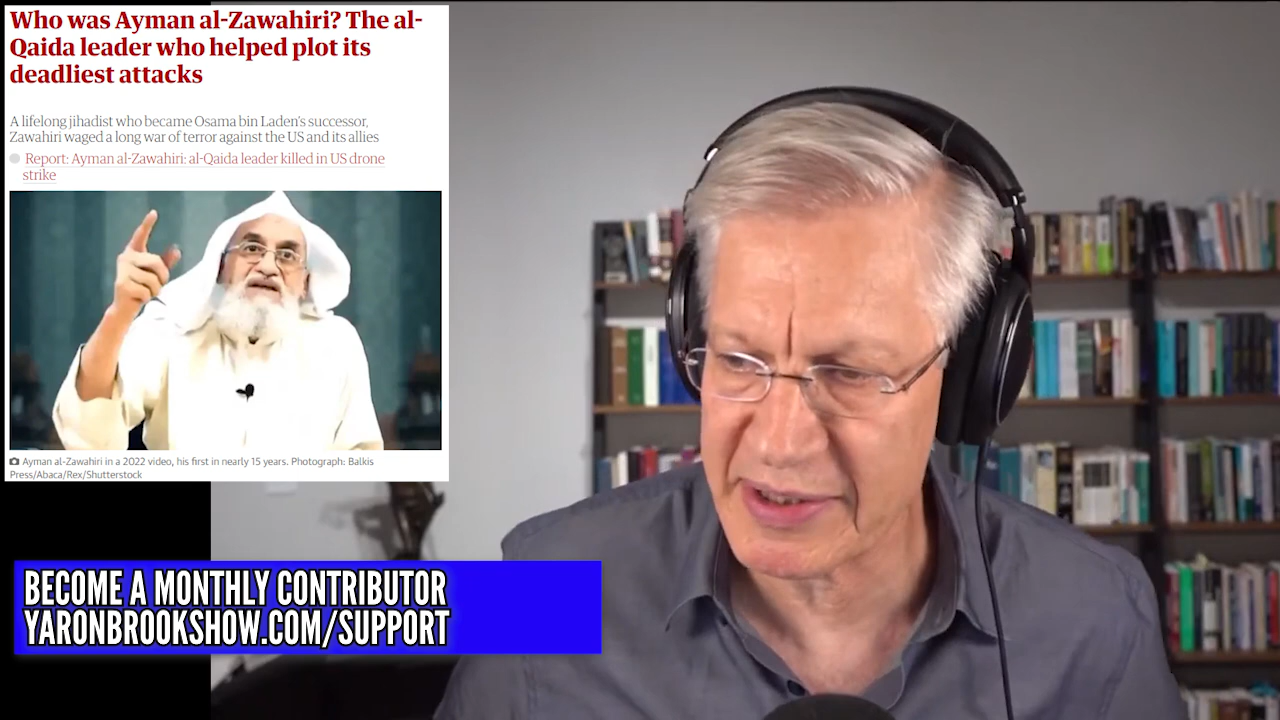 Who was Ayman al-Zawahiri? The al-
Qaida leader who helped plot its
deadliest attacks
A lifelong jihadist who became Osama bin Laden's successor,
Zawahiri waged a long war of terror against the US and its allies
Report: Ayman al-Zawahiri: al-Qaida leader killed in US drone
strike
Ayman al-Zawahiri in a 2022 video, his first in nearly 15 years. Photograph: Balkis
Press/Abaca/Rex/Shutterstock
BECOME A MONTHLY CONTRIBUTOR
YARONBROOKSHOW.COM/SUPPORT